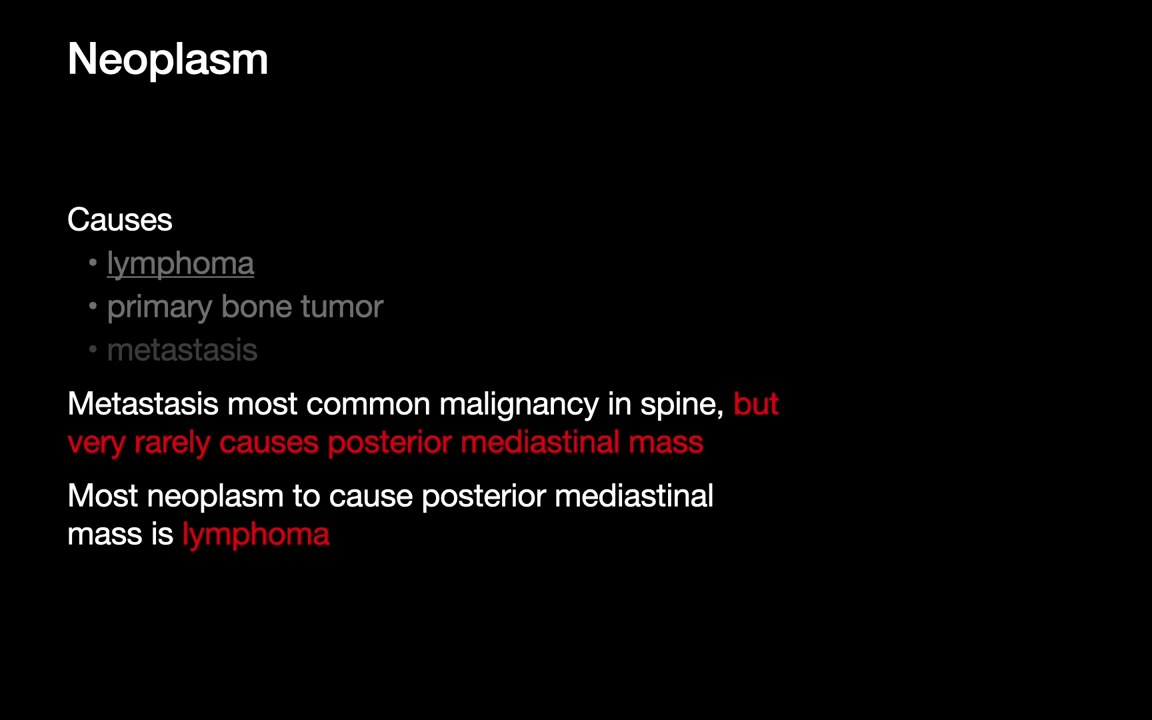 Neoplasm
Causes
• lymphoma
• primary bone tumor
• metastasis
Metastasis most common malignancy in spine, but
very rarely causes posterior mediastinal mass
Most neoplasm to cause posterior mediastinal
mass is lymphoma